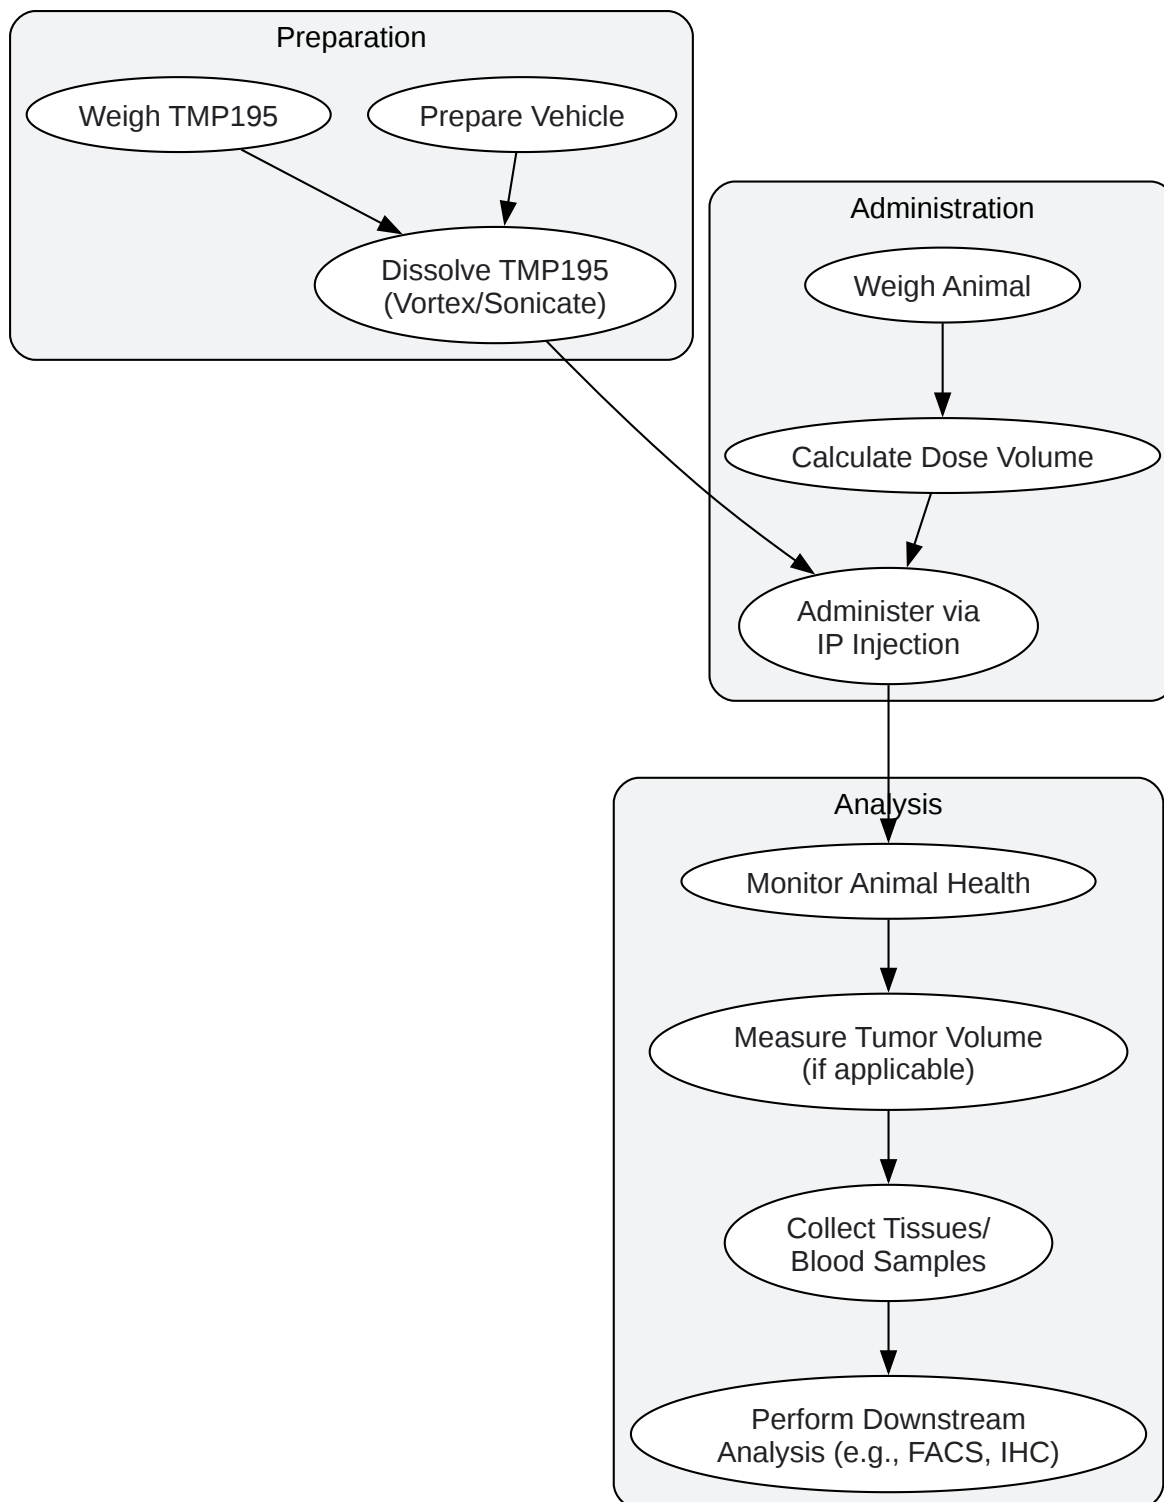 Preparation
Weigh TMP195
Prepare Vehicle
Dissolve TMP195
(Vortex/Sonicate)
Administration
Weigh Animal
Calculate Dose Volume
Administer via
IP Injection
Analysis
Monitor Animal Health
Measure Tumor Volume
(if applicable)
Collect Tissues/
Blood Samples
Perform Downstream
Analysis (e.g., FACS, IHC)